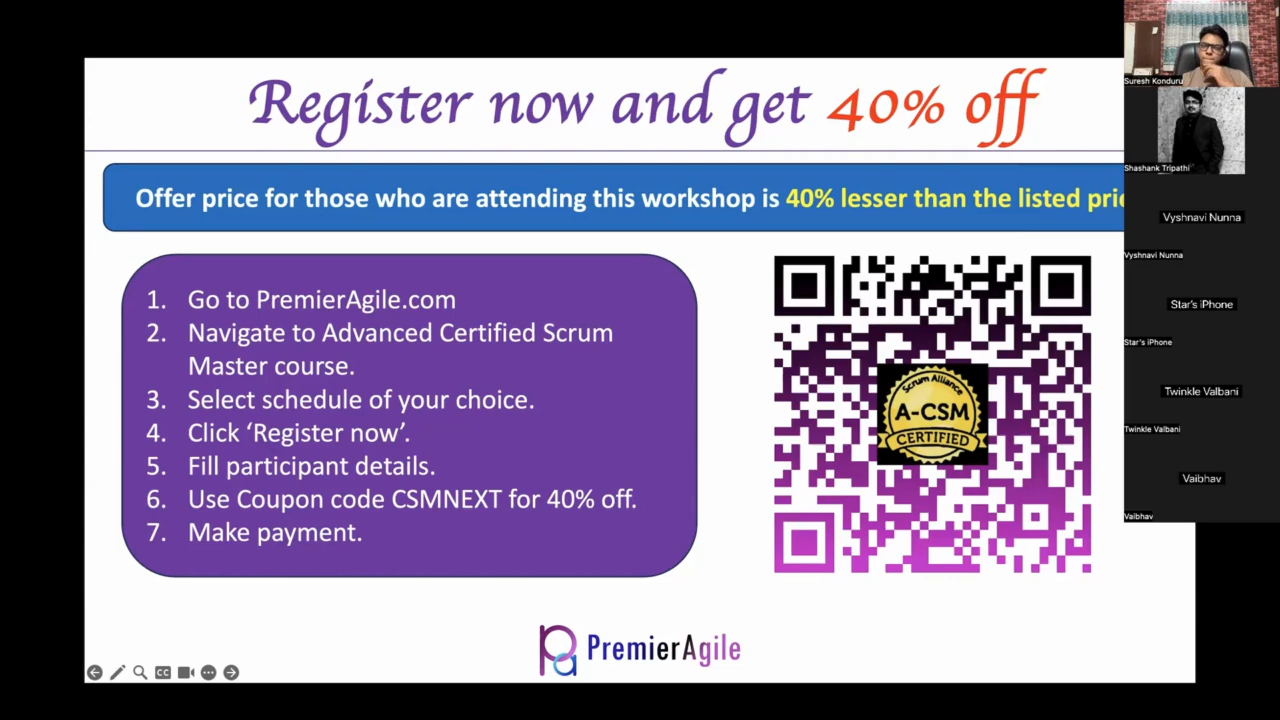 Register now and get 40% off
Offer price for those who are attending this workshop is 40% lesser than the listed
1. Go to PremierAgile.com
2. Navigate to Advanced Certified Scrum
Master course.
3. Select schedule of your choice.
4. Click ‘Register now’.
5. Fill participant details.
6. Use Coupon code CSMNEXT for 40% off.
7. Make payment.
Scrum Alliance
A-CSM
CERTIFIED
PremierAgile
CC
Suresh Konduru
Shashank Tripathi
Vyshnavi Nunna
Vyshnavi Nunna
Star's iPhone
Star's iPhone
Twinkle Valbani
Twinkle Valbani
Vaibhav
Vaibhav